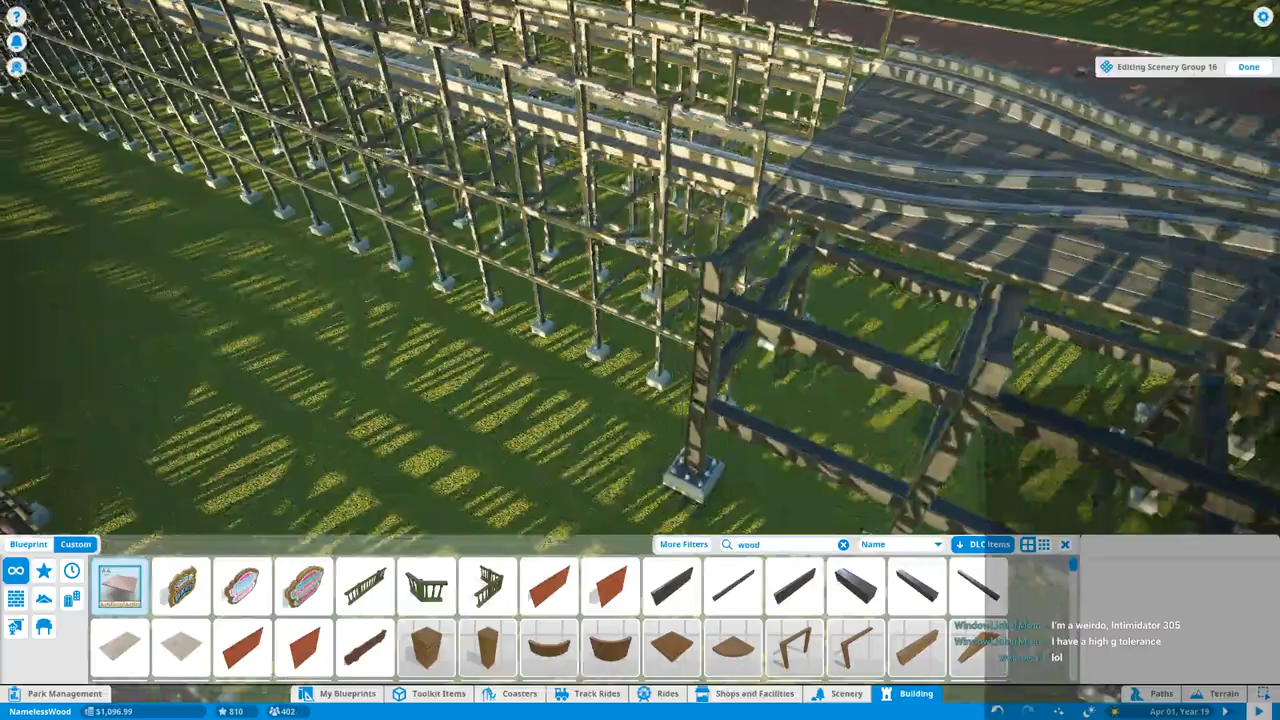 ?
Editing Scenery Group 16 Done
Blueprint Custom More Filters wood Name DLC Items
I'm a weirdo, Intimidator 305
I have a high g tolerance
lol
Park Management My Blueprints Toolkit Items Coasters Track Rides Rides Shops and Facilities Scenery Building Paths Terrain
NamelessWood $1,096.99 810 402 Apr 01, Year 19